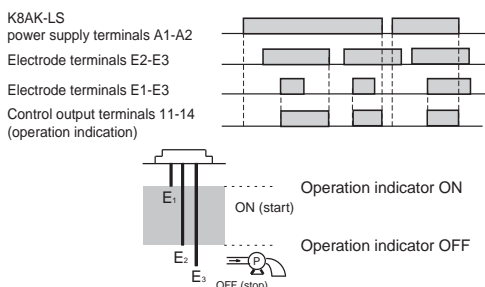 K8AK-LS
power supply terminals A1-A2
Electrode terminals E2-E3
Electrode terminals E1-E3
Control output terminals 11-14
(operation indication)
Operation indicator ON
E1
ON (start)
Operation indicator OFF
E2
P
E3
OFF (stop)